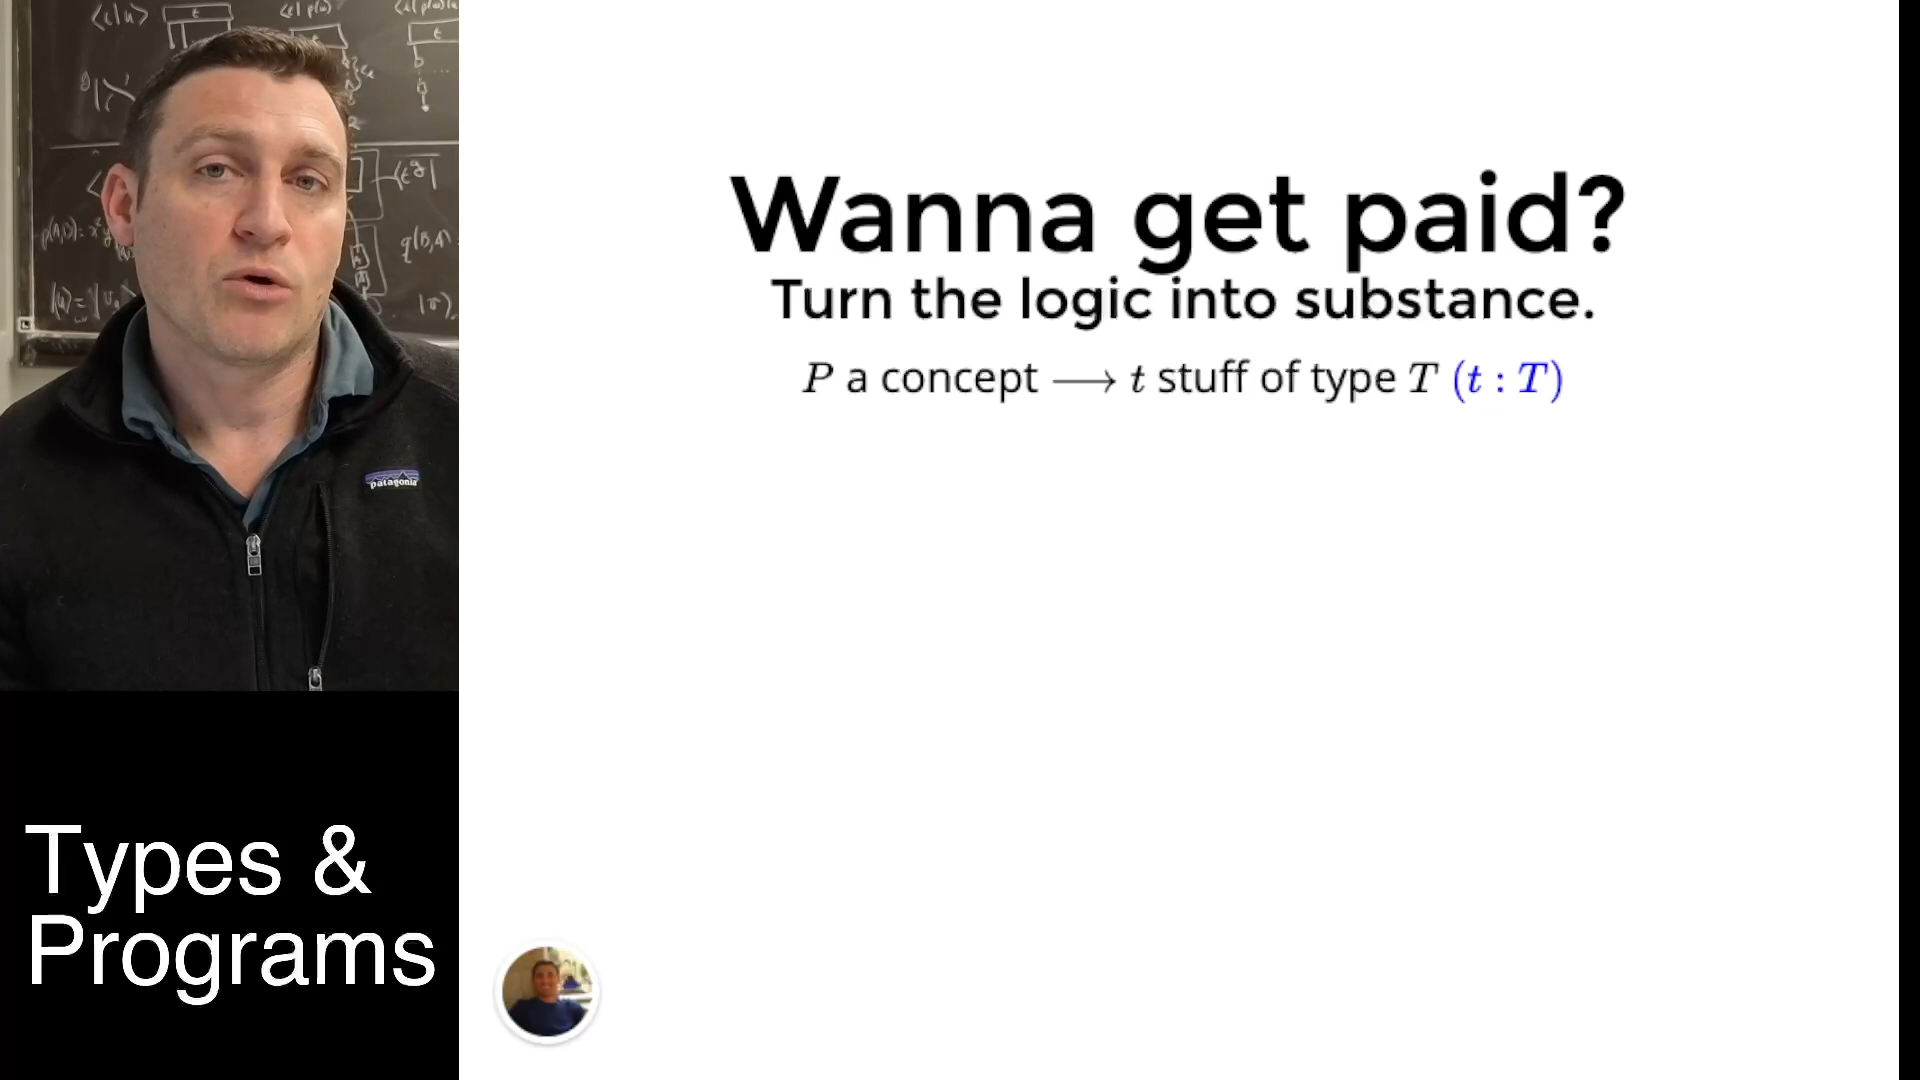 ⟨c|u⟩
t
t
t
patagonia
Types &
Programs
Wanna get paid?
Turn the logic into substance.
P a concept ⟶ t stuff of type T (t : T)